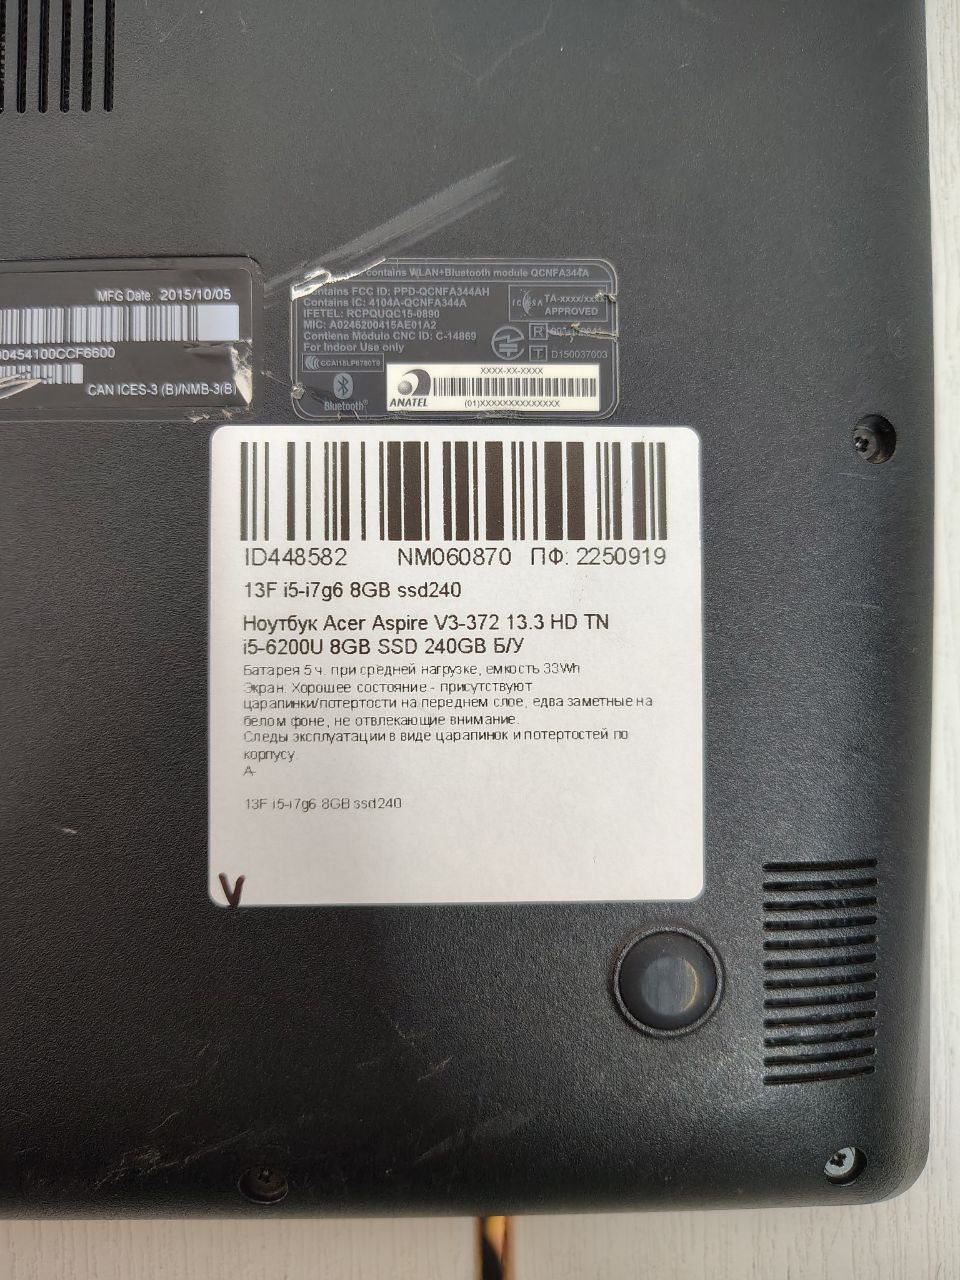 MFG Date: 2015/10/05
00454100CCF6600
CAN ICES-3 (B)/NMB-3(B)
contains WLAN+Bluetooth module QCNFA344A
Contains FCC ID: PPD-QCNFA344AH
Contains IC: 4104A-QCNFA344A
IFETEL: RCPQUQC15-0890
MIC: A0246200415AE01A2
Contiene Módulo CNC ID: C-14869
For Indoor Use only
CCAI15LP6780T9
Bluetooth®
ICASA TA-xxxx/xxx
APPROVED
R
T D150037003
XXXX-XX-XXXX
ANATEL
(01)XXXXXXXXXXXXXX
ID448582 NM060870 ПФ: 2250919
13F i5-i7g6 8GB ssd240
Ноутбук Acer Aspire V3-372 13.3 HD TN
i5-6200U 8GB SSD 240GB Б/У
Батарея 5 ч. при средней нагрузке, емкость 33Wh
Экран: Хорошее состояние - присутствуют
царапинки/потертости на переднем слое, едва заметные на
белом фоне, не отвлекающие внимание.
Следы эксплуатации в виде царапинок и потертостей по
корпусу.
A-
13F i5-i7g6 8GB ssd240
V